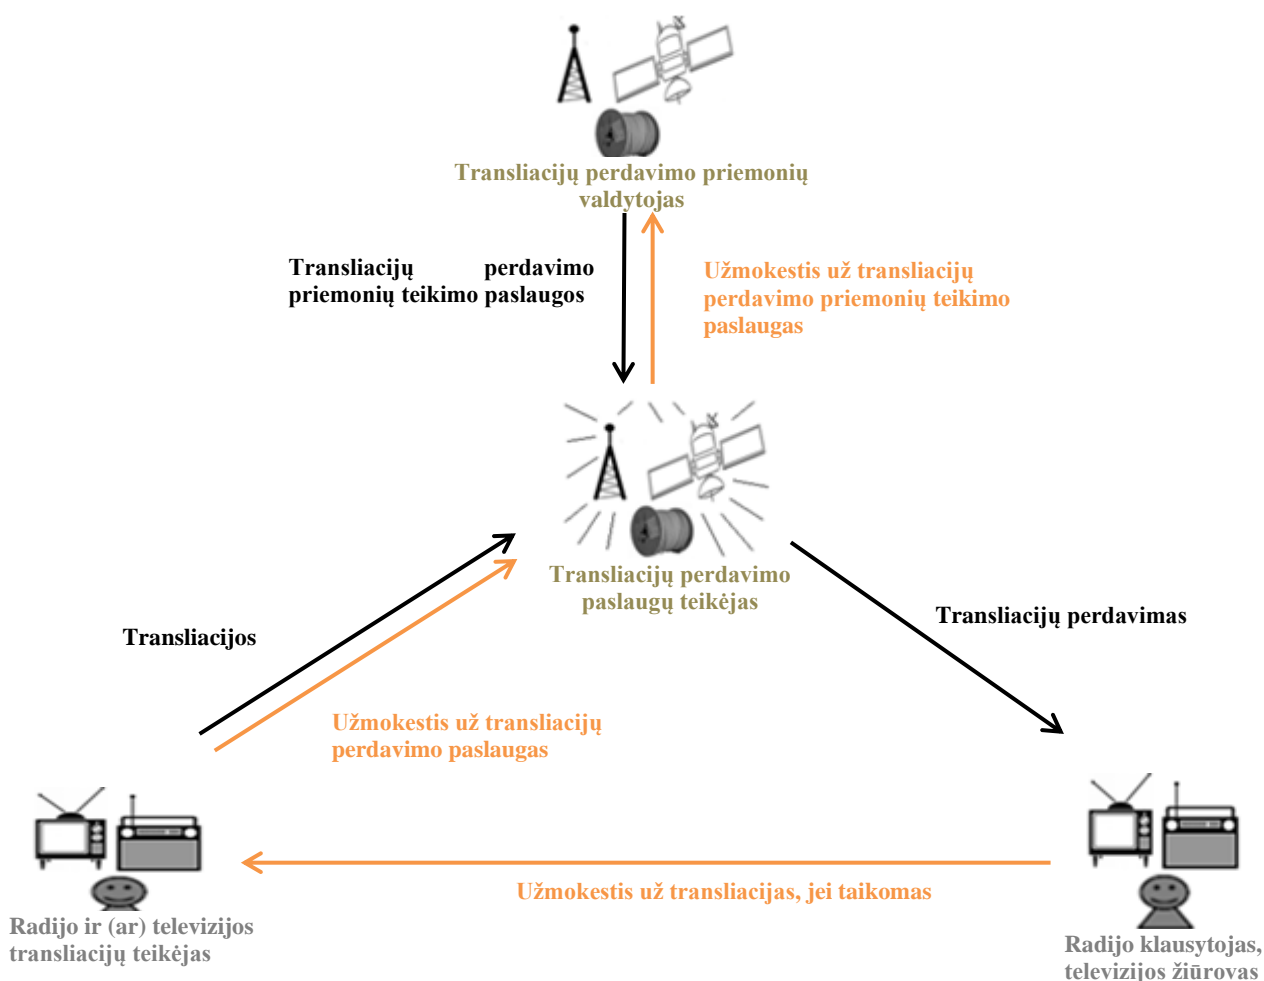 Transliacijų perdavimo priemonių
valdytojas
Transliacijų perdavimo
priemonių teikimo paslaugos
Užmokestis už transliacijų
perdavimo priemonių teikimo
paslaugas
Transliacijų perdavimo
paslaugų teikėjas
Transliacijų perdavimas
Transliacijos
Užmokestis už transliacijų
perdavimo paslaugas
Užmokestis už transliacijas, jei taikomas
Radijo ir (ar) televizijos
transliacijų teikėjas
Radijo klausytojas,
televizijos žiūrovas